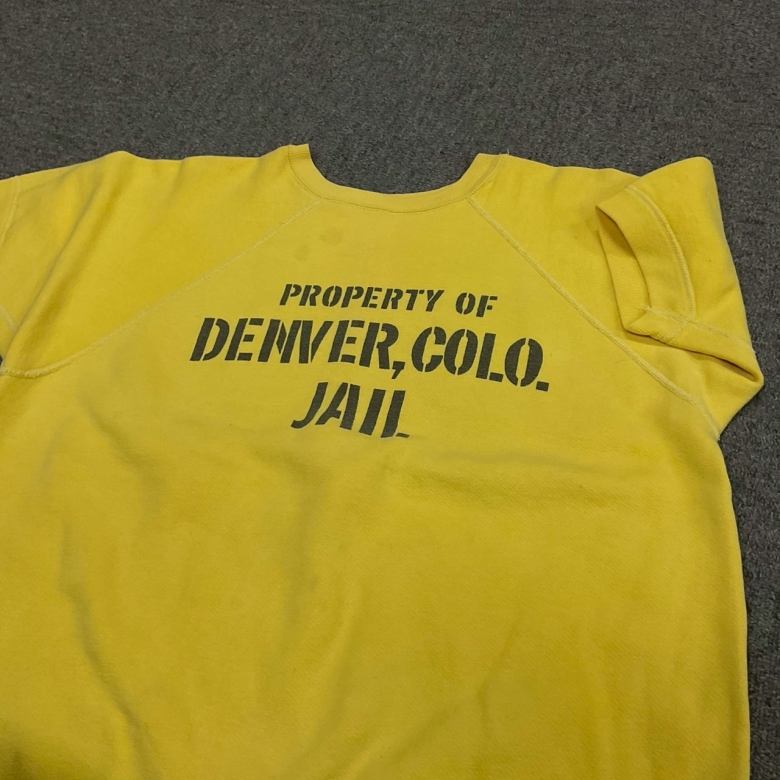 PROPERTY OF
DENVER, COLO.
JAIL